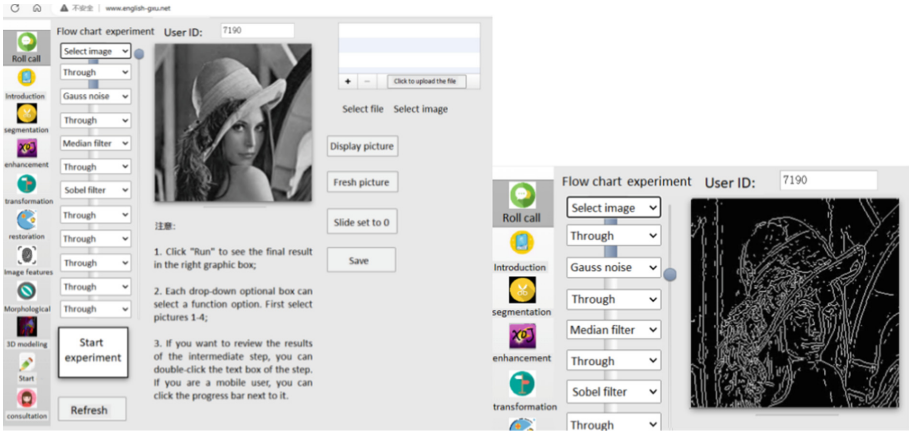 不安全 | www.english-gxu.net
Flow chart experiment User ID: 7190
Roll call
Introduction
segmentation
enhancement
transformation
restoration
Image features
Morphological
3D modeling
Start
consultation
Select image
Through
Gauss noise
Through
Median filter
Through
Sobel filter
Through
Through
Through
Through
Through
Start
experiment
Refresh
注意:
1. Click "Run" to see the final result
in the right graphic box;
2. Each drop-down optional box can
select a function option. First select
pictures 1-4;
3. If you want to review the results
of the intermediate step, you can
double-click the text box of the step.
If you are a mobile user, you can
click the progress bar next to it.
+ − Click to upload the file
Select file Select image
Display picture
Fresh picture
Slide set to 0
Save
Flow chart experiment User ID: 7190
Roll call
Introduction
segmentation
enhancement
transformation
Select image
Through
Gauss noise
Through
Median filter
Through
Sobel filter
Through